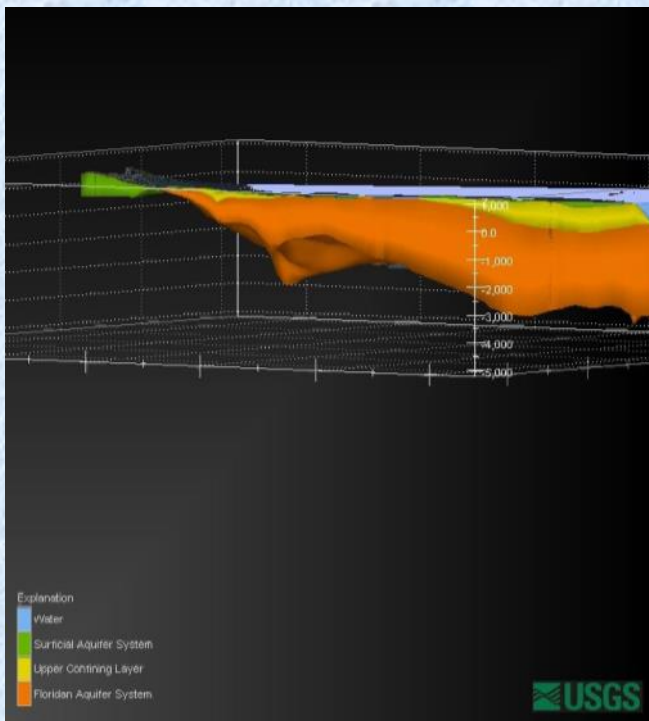 1,000
0.0
-1,000
-2,000
-3,000
-4,000
-5,000
Explanation
Water
Surficial Aquifer System
Upper Confining Layer
Floridan Aquifer System
USGS